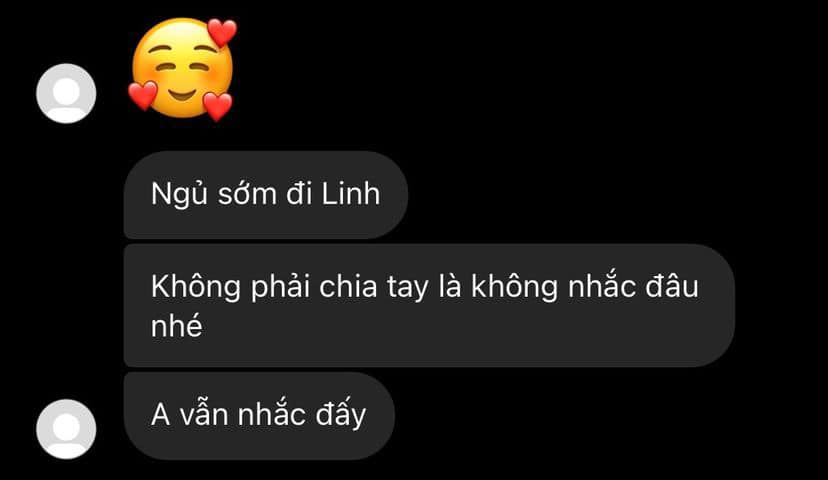 Ngủ sớm đi Linh
Không phải chia tay là không nhắc đâu
nhé
A vẫn nhắc đấy